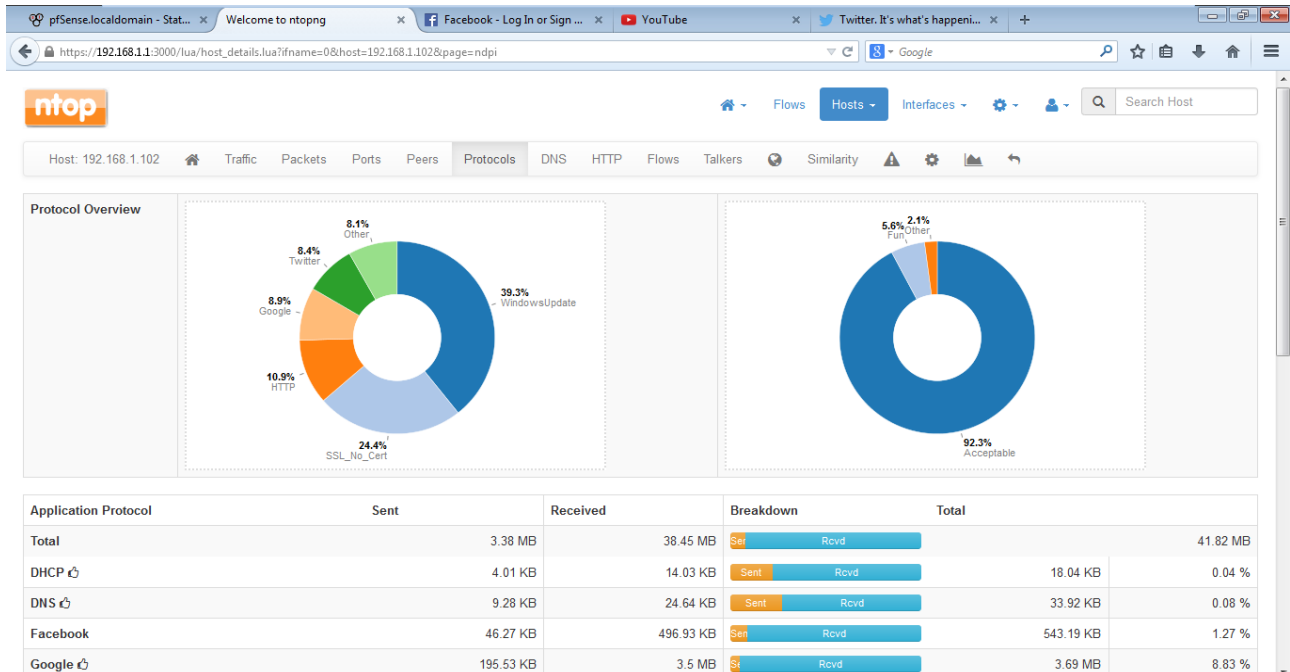 pfSense.localdomain - Stat...
Welcome to ntopng
Facebook - Log In or Sign ...
YouTube
Twitter. It's what's happeni...
https://192.168.1.1:3000/lua/host_details.lua?ifname=0&host=192.168.1.102&page=ndpi
Google
ntop
Flows Hosts Interfaces Search Host
Host: 192.168.1.102 Traffic Packets Ports Peers Protocols DNS HTTP Flows Talkers Similarity
Protocol Overview
8.1%
Other
8.4%
Twitter
39.3%
WindowsUpdate
8.9%
Google
10.9%
HTTP
24.4%
SSL_No_Cert
5.6%
Fun
2.1%
Other
92.3%
Acceptable
Application Protocol Sent Received Breakdown Total
Total 3.38 MB 38.45 MB Ser Rcvd 41.82 MB
DHCP 4.01 KB 14.03 KB Sent Rcvd 18.04 KB 0.04 %
DNS 9.28 KB 24.64 KB Sent Rcvd 33.92 KB 0.08 %
Facebook 46.27 KB 496.93 KB Sen Rcvd 543.19 KB 1.27 %
Google 195.53 KB 3.5 MB Se Rcvd 3.69 MB 8.83 %